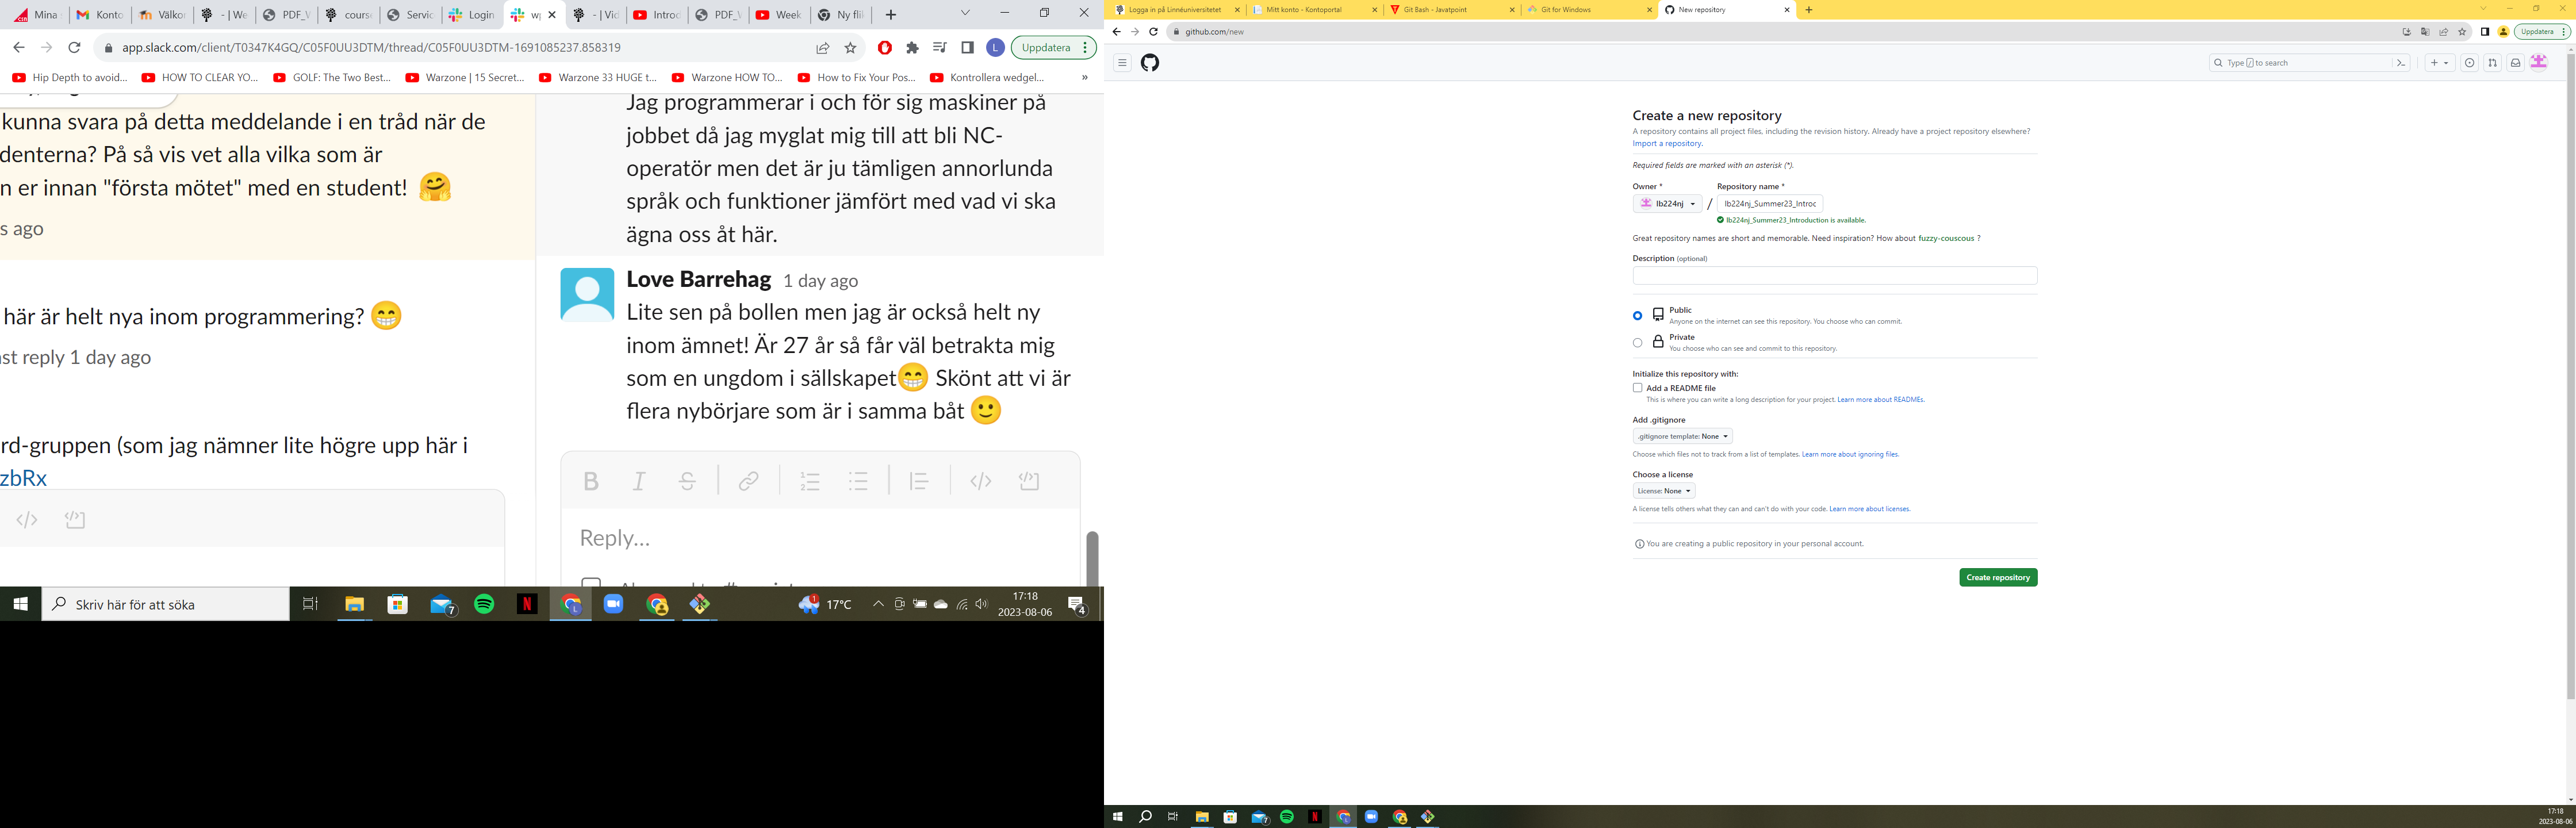 Mina
Konto
Välkor
- | We
PDF_V
course
Servic
Login
wp
- | Vid
Introd
PDF_V
Week
Ny fli
app.slack.com/client/T0347K4GQ/C05F0UU3DTM/thread/C05F0UU3DTM-1691085237.858319
L
Uppdatera
Hip Depth to avoid...
HOW TO CLEAR YO...
GOLF: The Two Best...
Warzone | 15 Secret...
Warzone 33 HUGE t...
Warzone HOW TO...
How to Fix Your Pos...
Kontrollera wedgel...
»
kunna svara på detta meddelande i en tråd när de
denterna? På så vis vet alla vilka som är
n er innan "första mötet" med en student! 🤗
s ago
här är helt nya inom programmering? 😁
ast reply 1 day ago
rd-gruppen (som jag nämner lite högre upp här i
zbRx
Jag programmerar i och för sig maskiner på
jobbet då jag myglat mig till att bli NC-
operatör men det är ju tämligen annorlunda
språk och funktioner jämfört med vad vi ska
ägna oss åt här.
Love Barrehag 1 day ago
Lite sen på bollen men jag är också helt ny
inom ämnet! Är 27 år så får väl betrakta mig
som en ungdom i sällskapet😁 Skönt att vi är
flera nybörjare som är i samma båt 🙂
Reply...
Skriv här för att söka
7
1
17°C
17:18
2023-08-06
4
Logga in på Linnéuniversitetet
Mitt konto - Kontoportal
Git Bash - Javatpoint
Git for Windows
New repository
github.com/new
Uppdatera
Type / to search
Create a new repository
A repository contains all project files, including the revision history. Already have a project repository elsewhere?
Import a repository.
Required fields are marked with an asterisk (*).
Owner *
Repository name *
lb224nj
/
lb224nj_Summer23_Introc
lb224nj_Summer23_Introduction is available.
Great repository names are short and memorable. Need inspiration? How about fuzzy-couscous ?
Description (optional)
Public
Anyone on the internet can see this repository. You choose who can commit.
Private
You choose who can see and commit to this repository.
Initialize this repository with:
Add a README file
This is where you can write a long description for your project. Learn more about READMEs.
Add .gitignore
.gitignore template: None
Choose which files not to track from a list of templates. Learn more about ignoring files.
Choose a license
License: None
A license tells others what they can and can't do with your code. Learn more about licenses.
You are creating a public repository in your personal account.
Create repository
7
17:18
2023-08-06